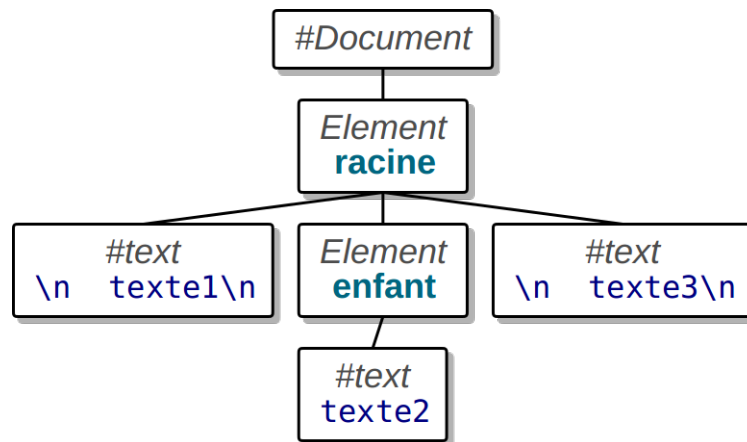 #Document
Element
racine
#text
\n  texte1\n
Element
enfant
#text
\n  texte3\n
#text
texte2